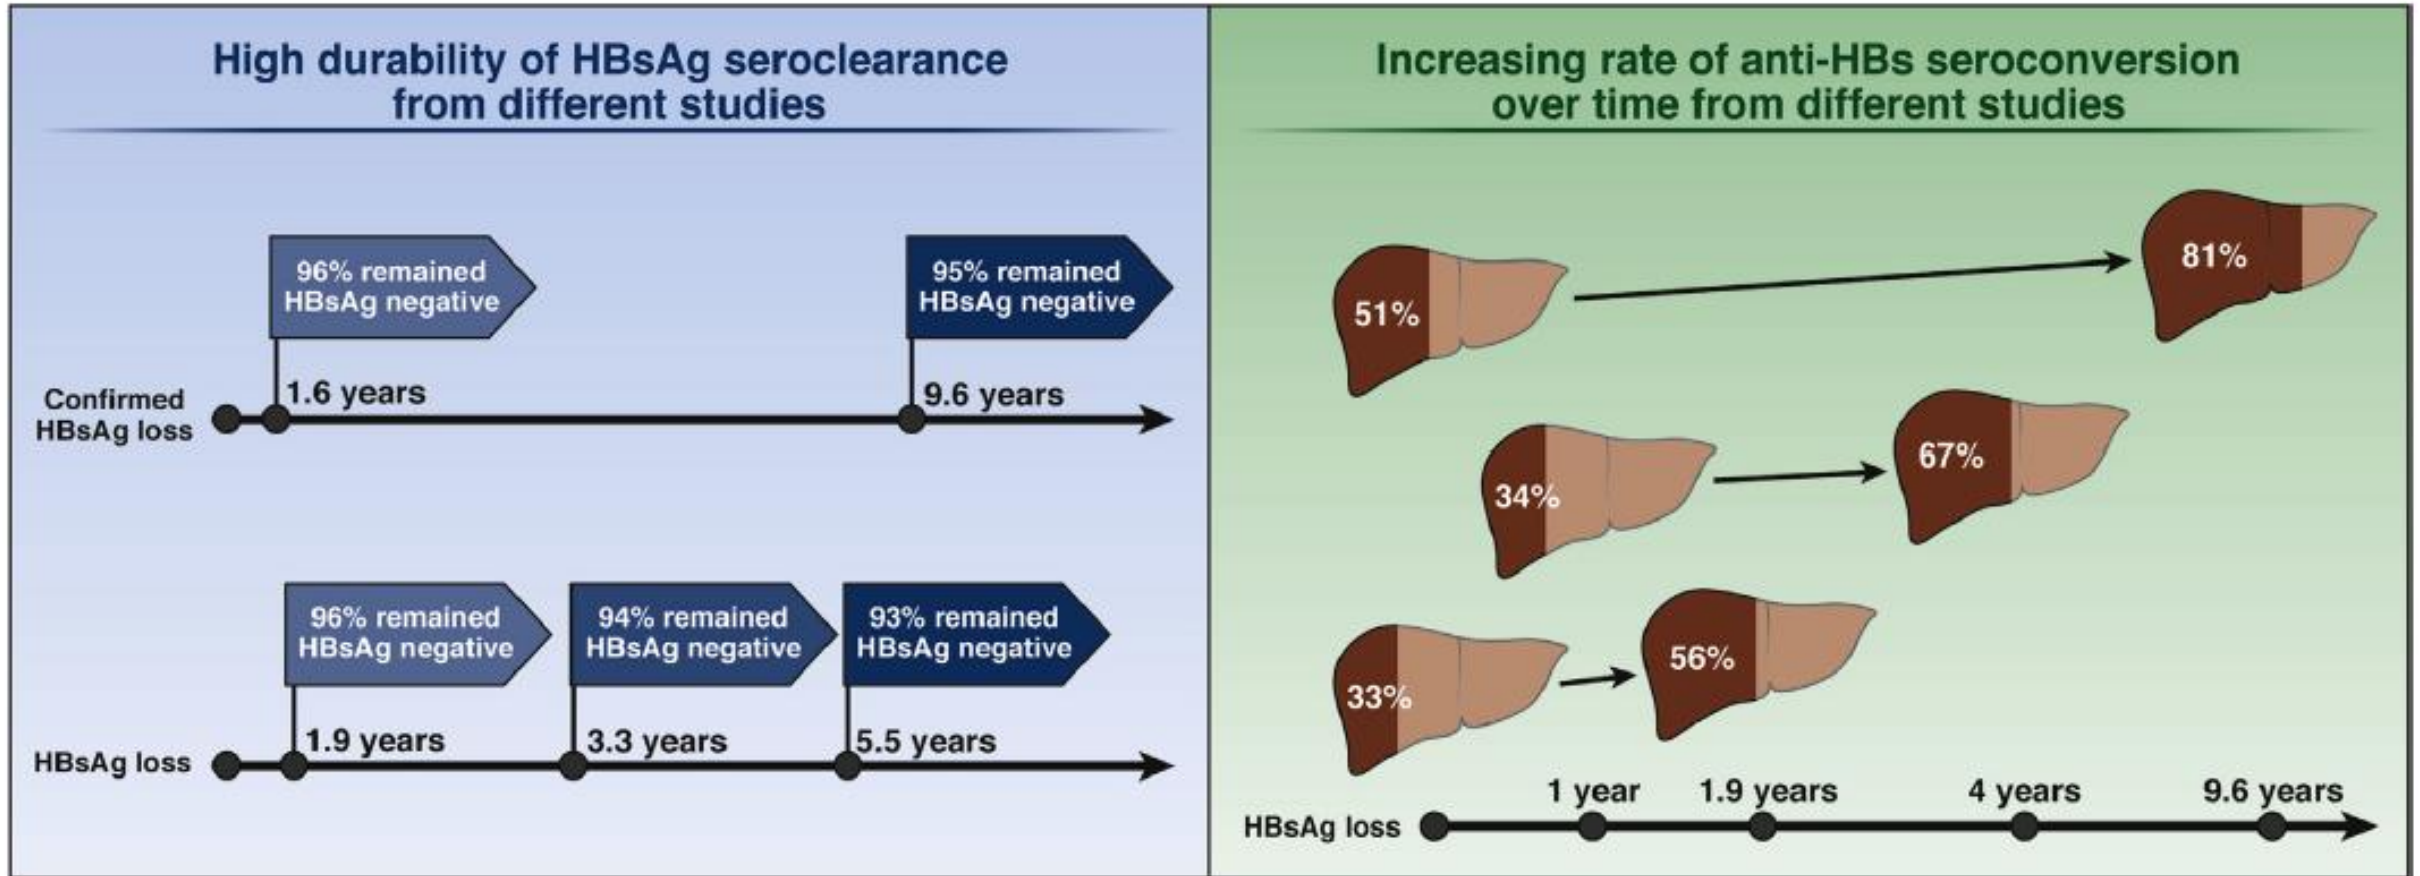 High durability of HBsAg seroclearance
from different studies
96% remained
HBsAg negative
95% remained
HBsAg negative
1.6 years
9.6 years
Confirmed
HBsAg loss
96% remained
HBsAg negative
94% remained
HBsAg negative
93% remained
HBsAg negative
1.9 years
3.3 years
5.5 years
HBsAg loss
Increasing rate of anti-HBs seroconversion
over time from different studies
51%
81%
34%
67%
33%
56%
1 year
1.9 years
4 years
9.6 years
HBsAg loss